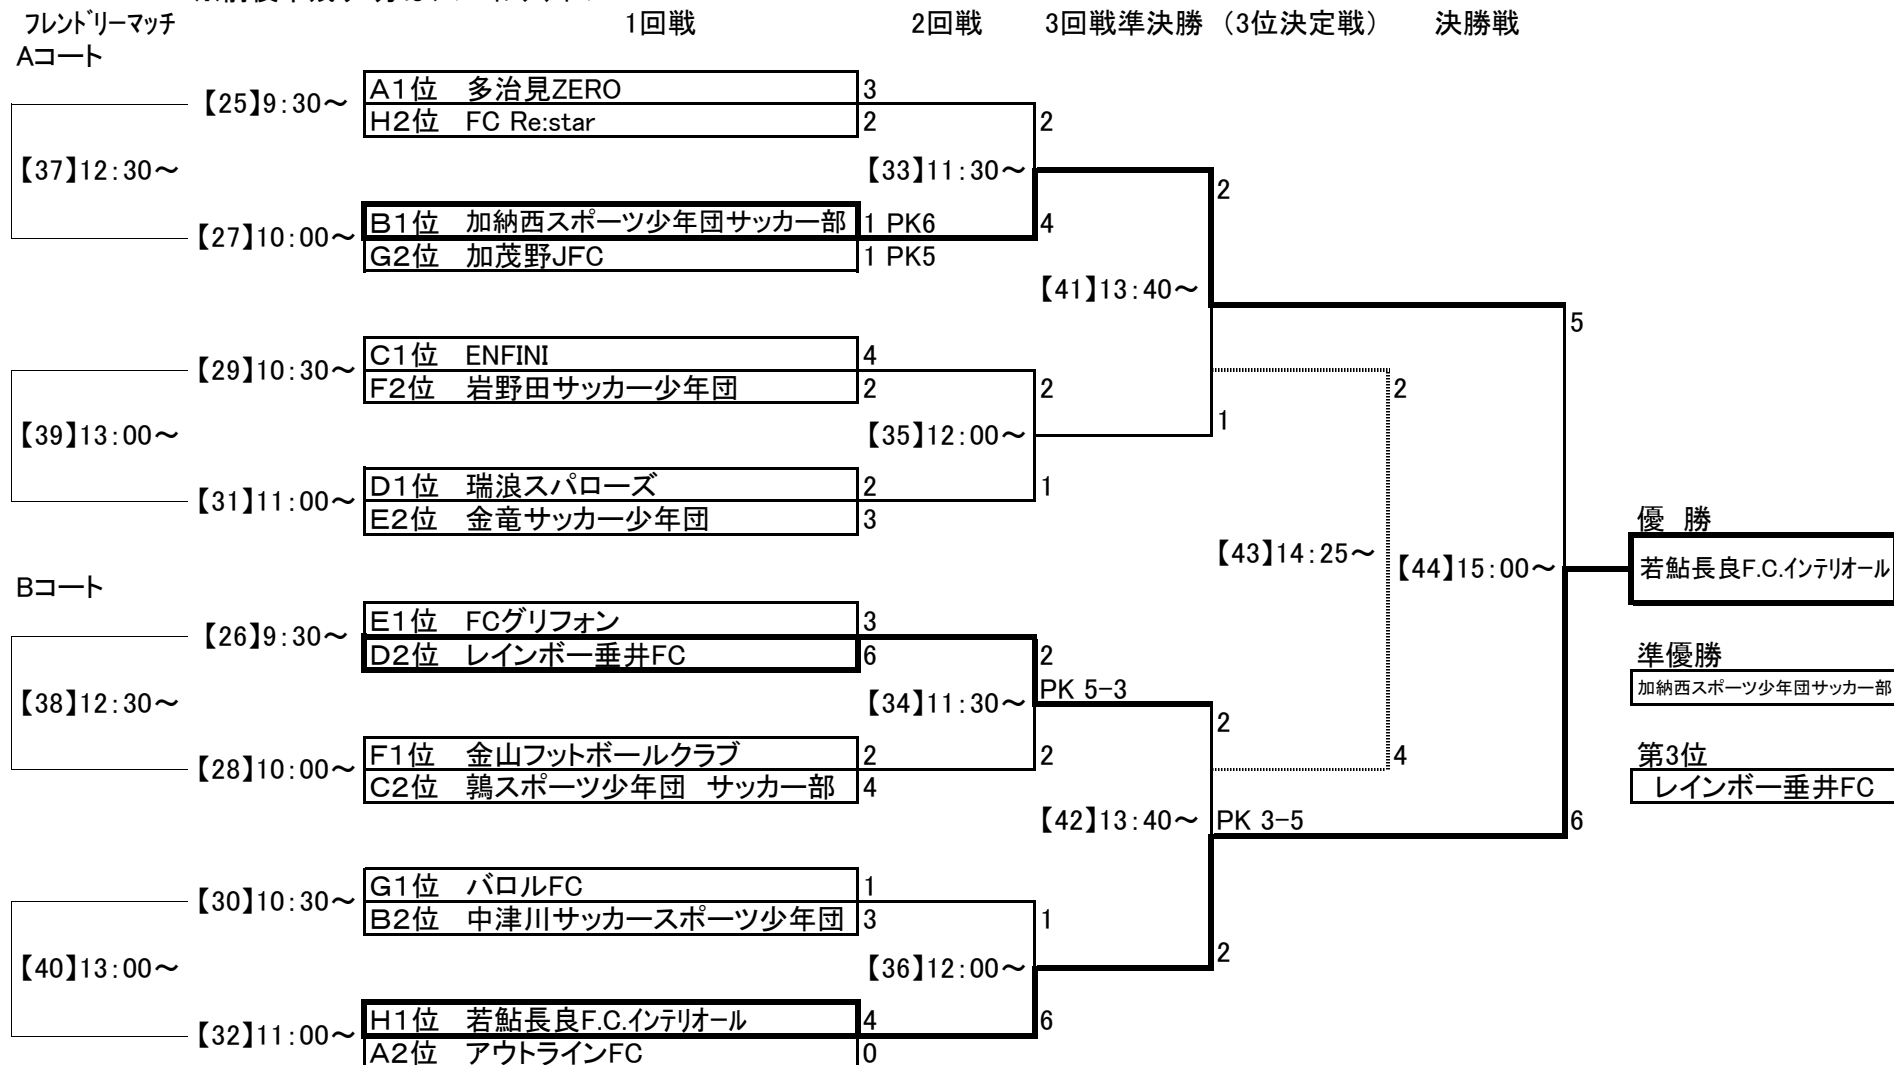 フレンドリーマッチ 1回戦 2回戦 3回戦準決勝 (3位決定戦) 決勝戦
Aコート
【25】9:30～ A1位 多治見ZERO 3
H2位 FC Re:star 2
2
【37】12:30～ 【33】11:30～
2
【27】10:00～ B1位 加納西スポーツ少年団サッカー部 1 PK6
4
G2位 加茂野JFC 1 PK5
【41】13:40～
5
【29】10:30～ C1位 ENFINI 4
F2位 岩野田サッカー少年団 2
2
2
1
【39】13:00～ 【35】12:00～
【31】11:00～ D1位 瑞浪スパローズ 2
1
E2位 金竜サッカー少年団 3
優 勝
【43】14:25～ 【44】15:00～ 若鮎長良F.C.インテリオール
Bコート
【26】9:30～ E1位 FCグリフォン 3
D2位 レインボー垂井FC 6
2
準優勝
PK 5-3
加納西スポーツ少年団サッカー部
【38】12:30～ 【34】11:30～
2
【28】10:00～ F1位 金山フットボールクラブ 2
2
4
第3位
C2位 鶉スポーツ少年団 サッカー部 4
レインボー垂井FC
【42】13:40～ PK 3-5
6
【30】10:30～ G1位 バロルFC 1
B2位 中津川サッカースポーツ少年団 3
1
2
【40】13:00～ 【36】12:00～
【32】11:00～ H1位 若鮎長良F.C.インテリオール 4
6
A2位 アウトラインFC 0